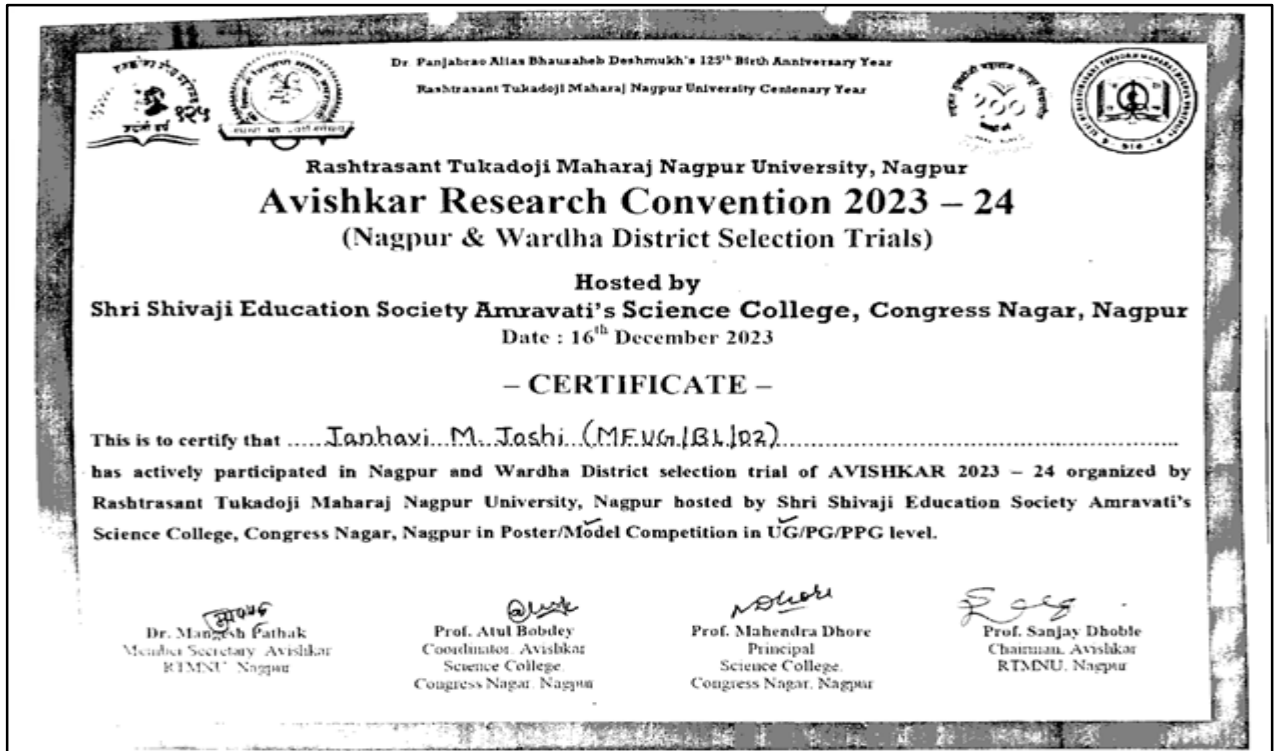 Dr. Panjabrao Alias Bhausaheb Deshmukh's 125th Birth Anniversary Year
Rashtrasant Tukadoji Maharaj Nagpur University Centenary Year
१२५
Rashtrasant Tukadoji Maharaj Nagpur University, Nagpur
Avishkar Research Convention 2023 – 24
(Nagpur & Wardha District Selection Trials)
Hosted by
Shri Shivaji Education Society Amravati's Science College, Congress Nagar, Nagpur
Date : 16th December 2023
– CERTIFICATE –
This is to certify that ...... Janhavi M. Joshi (MFUG/BL/02) ......
has actively participated in Nagpur and Wardha District selection trial of AVISHKAR 2023 – 24 organized by
Rashtrasant Tukadoji Maharaj Nagpur University, Nagpur hosted by Shri Shivaji Education Society Amravati's
Science College, Congress Nagar, Nagpur in Poster/Model Competition in UG/PG/PPG level.
Dr. Mangesh Pathak
Member Secretary, Avishkar
RTMNU, Nagpur
Prof. Atul Bobdey
Coordinator, Avishkar
Science College,
Congress Nagar, Nagpur
Prof. Mahendra Dhore
Principal
Science College,
Congress Nagar, Nagpur
Prof. Sanjay Dhoble
Chairman, Avishkar
RTMNU, Nagpur